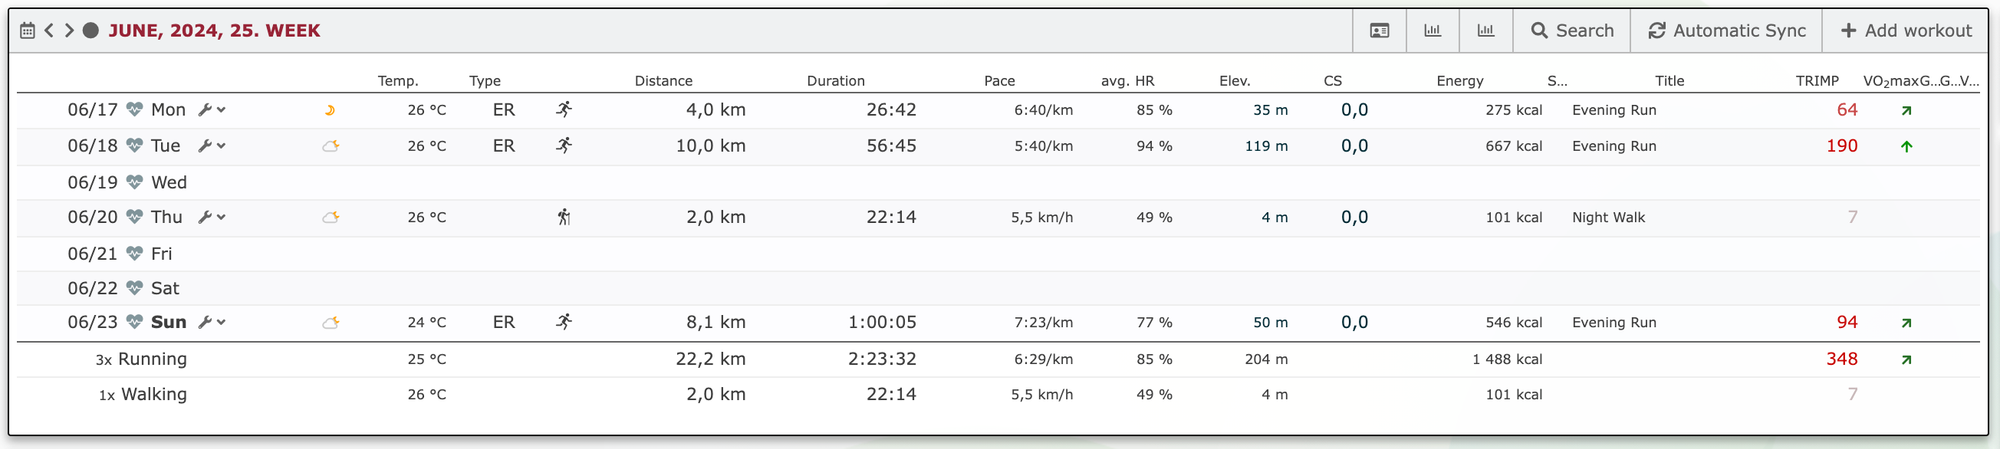 JUNE, 2024, 25. WEEK Search Automatic Sync Add workout
Temp. Type Distance Duration Pace avg. HR Elev. CS Energy S... Title TRIMP VO₂maxG...G...V...
06/17 Mon 26 °C ER 4,0 km 26:42 6:40/km 85 % 35 m 0,0 275 kcal Evening Run 64
06/18 Tue 26 °C ER 10,0 km 56:45 5:40/km 94 % 119 m 0,0 667 kcal Evening Run 190
06/19 Wed
06/20 Thu 26 °C 2,0 km 22:14 5,5 km/h 49 % 4 m 0,0 101 kcal Night Walk 7
06/21 Fri
06/22 Sat
06/23 Sun 24 °C ER 8,1 km 1:00:05 7:23/km 77 % 50 m 0,0 546 kcal Evening Run 94
3x Running 25 °C 22,2 km 2:23:32 6:29/km 85 % 204 m 1 488 kcal 348
1x Walking 26 °C 2,0 km 22:14 5,5 km/h 49 % 4 m 101 kcal 7